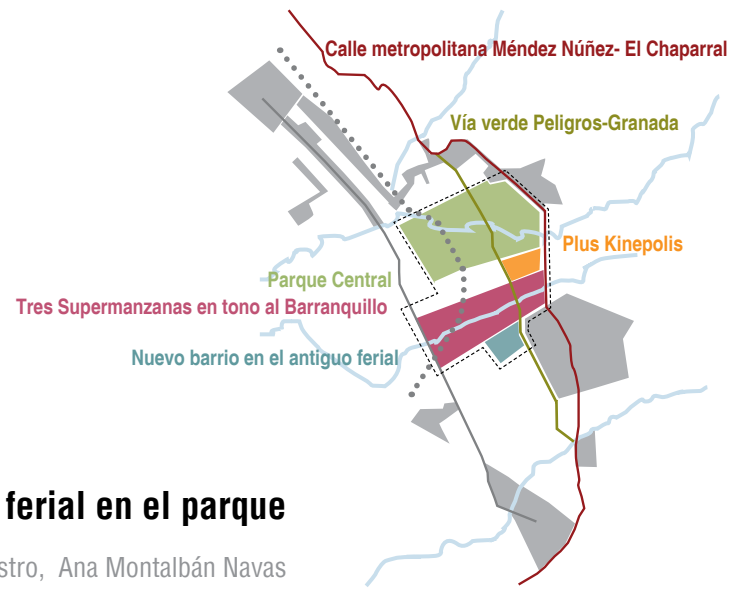 Calle metropolitana Méndez Núñez- El Chaparral
Vía verde Peligros-Granada
Plus Kinepolis
Parque Central
Tres Supermanzanas en tono al Barranquillo
Nuevo barrio en el antiguo ferial
ferial en el parque
stro, Ana Montalbán Navas